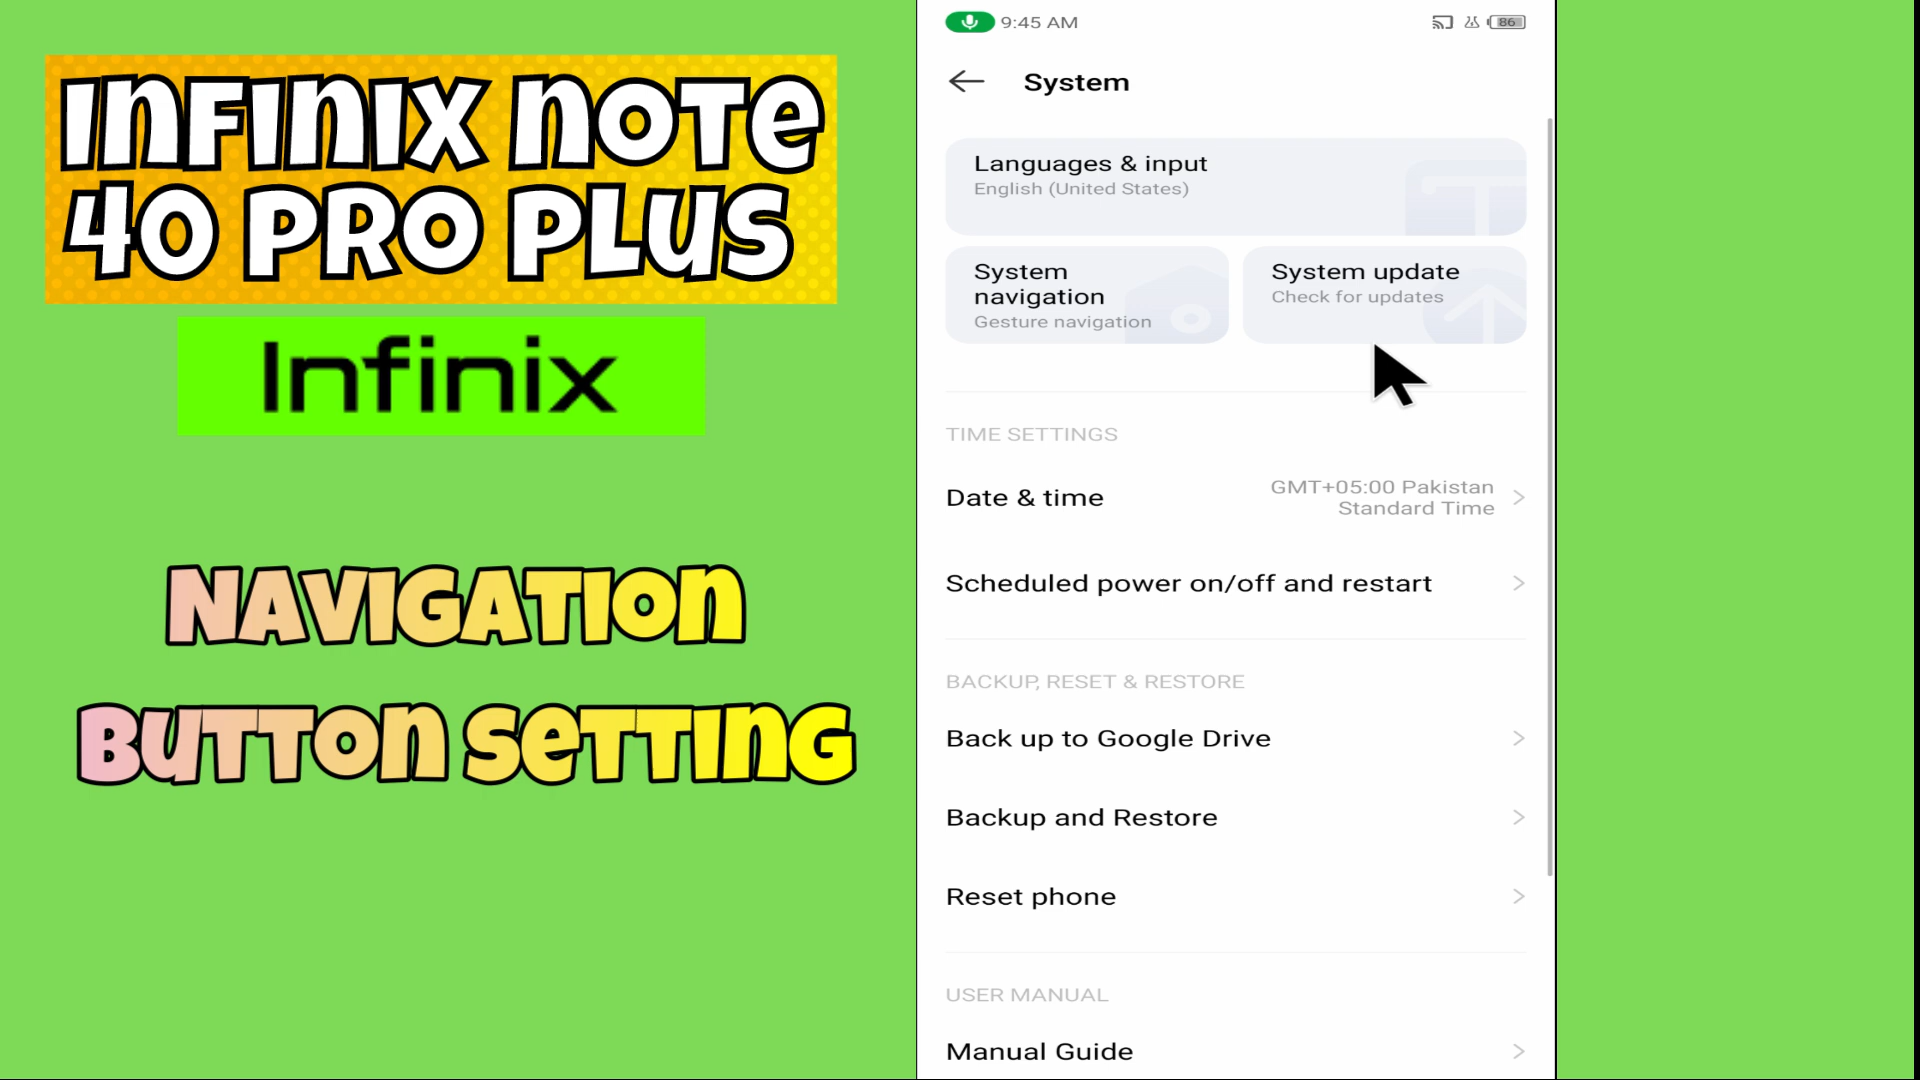 Infinix Note
40 Pro Plus
Infinix
Navigation
Button Setting
9:45 AM
86
System
Languages & input
English (United States)
System
navigation
Gesture navigation
System update
Check for updates
TIME SETTINGS
Date & time
GMT+05:00 Pakistan
Standard Time
Scheduled power on/off and restart
BACKUP, RESET & RESTORE
Back up to Google Drive
Backup and Restore
Reset phone
USER MANUAL
Manual Guide